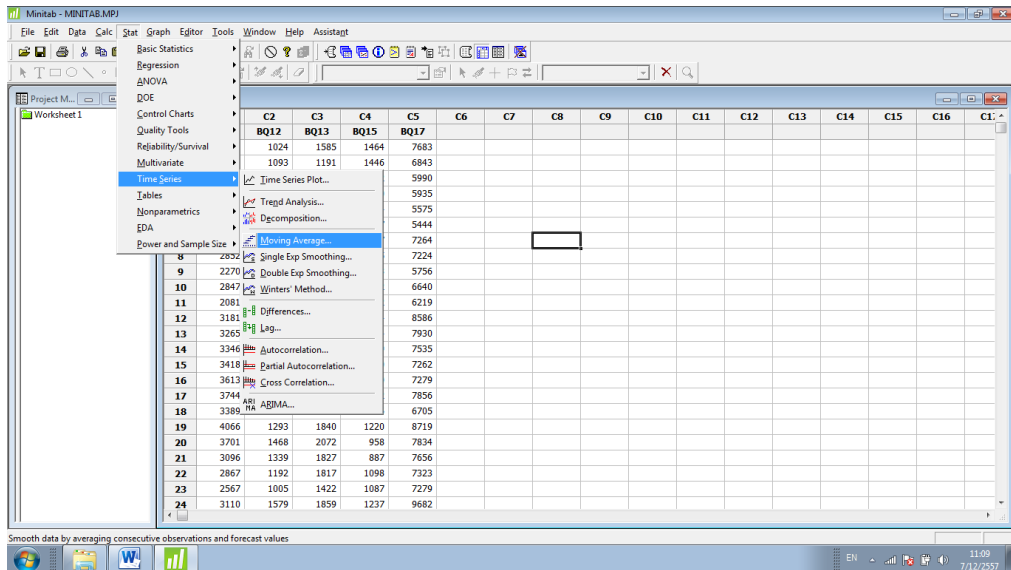 Minitab - MINITAB.MPJ
File Edit Data Calc Stat Graph Editor Tools Window Help Assistant
Basic Statistics
Regression
ANOVA
DOE
Control Charts
Quality Tools
Reliability/Survival
Multivariate
Time Series
Tables
Nonparametrics
EDA
Power and Sample Size
Project M...
Worksheet 1
Time Series Plot...
Trend Analysis...
Decomposition...
Moving Average...
Single Exp Smoothing...
Double Exp Smoothing...
Winters' Method...
Differences...
Lag...
Autocorrelation...
Partial Autocorrelation...
Cross Correlation...
ARIMA...
C2 C3 C4 C5 C6 C7 C8 C9 C10 C11 C12 C13 C14 C15 C16
BQ12 BQ13 BQ15 BQ17
1024 1585 1464 7683
1093 1191 1446 6843
5990
5935
5575
5444
7264
8 2852 7224
9 2270 5756
10 2847 6640
11 2081 6219
12 3181 8586
13 3265 7930
14 3346 7535
15 3418 7262
16 3613 7279
17 3744 7856
18 3389 6705
19 4066 1293 1840 1220 8719
20 3701 1468 2072 958 7834
21 3096 1339 1827 887 7656
22 2867 1192 1817 1098 7323
23 2567 1005 1422 1087 7279
24 3110 1579 1859 1237 9682
Smooth data by averaging consecutive observations and forecast values
EN
11:09
7/12/2557